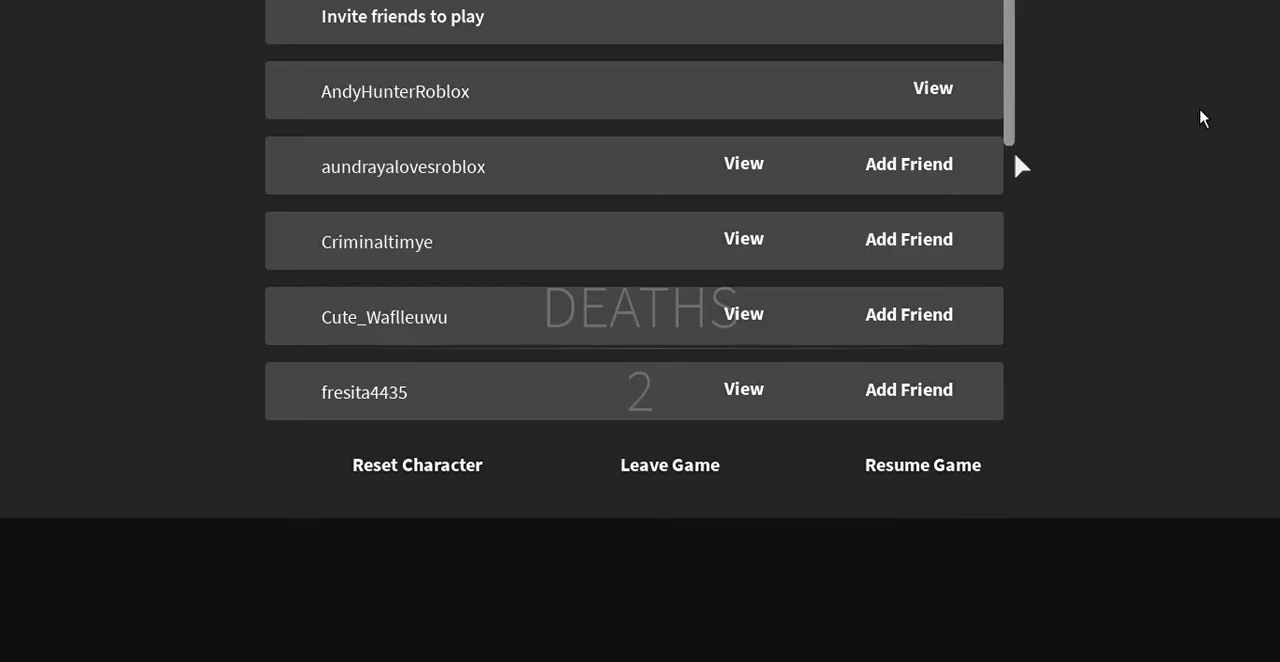 Invite friends to play
AndyHunterRoblox View
aundrayalovesroblox View Add Friend
Criminaltimye View Add Friend
DEATHS
Cute_Waflleuwu View Add Friend
2
fresita4435 View Add Friend
Reset Character Leave Game Resume Game